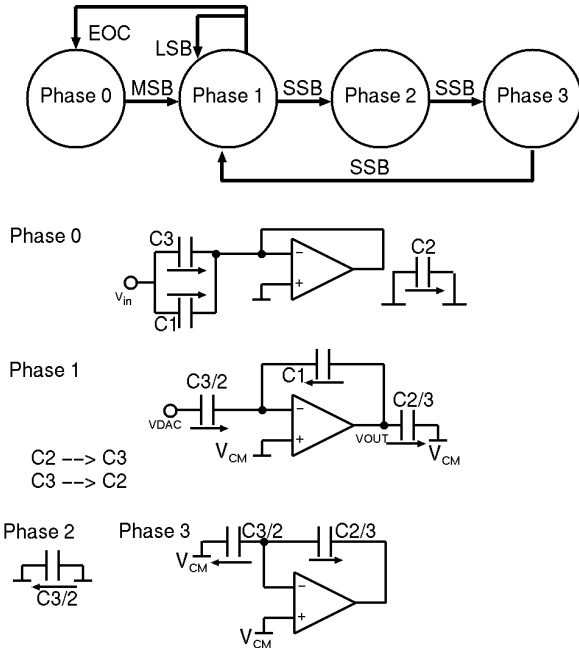 EOC
LSB
Phase 0 MSB Phase 1 SSB Phase 2 SSB Phase 3
SSB
Phase 0
C3
C2
Vin
C1
−
+
Phase 1
C3/2
C1
C2/3
VDAC
−
+
VCM
VOUT
VCM
C2 --> C3
C3 --> C2
Phase 2
C3/2
Phase 3
C3/2
C2/3
VCM
−
+
VCM